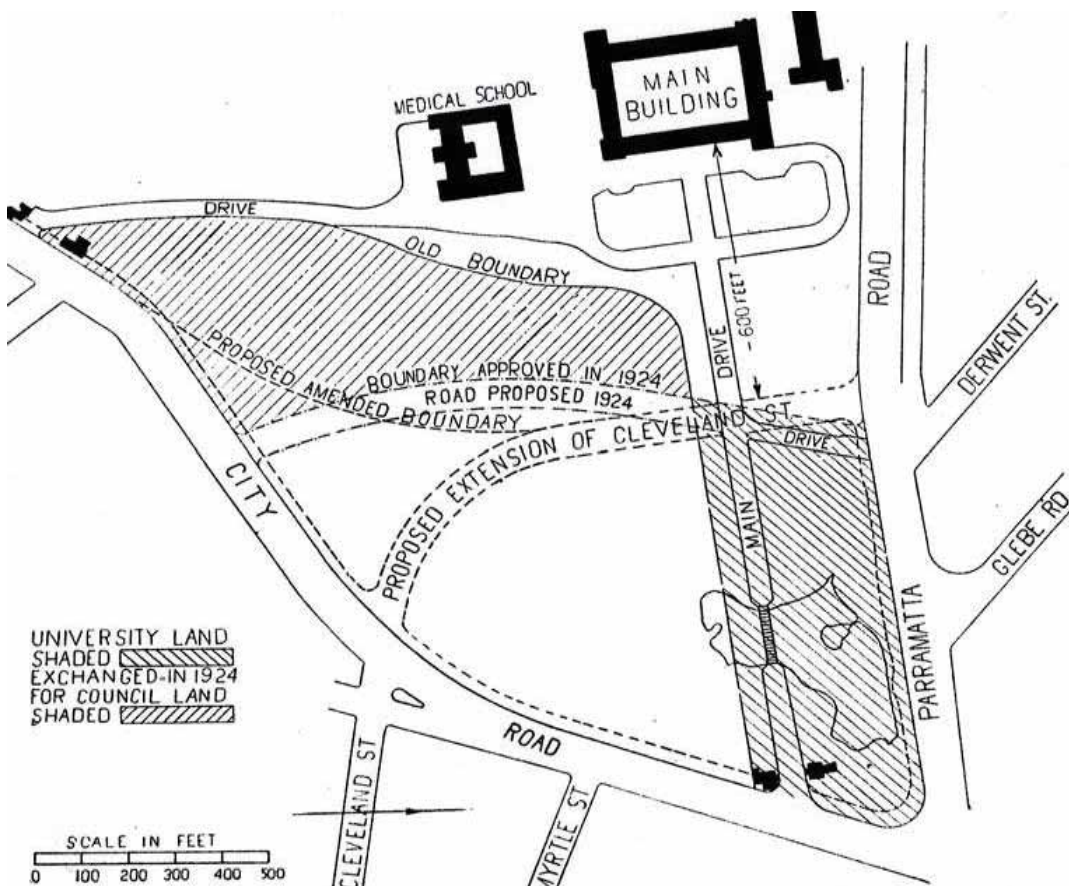 MAIN
BUILDING
MEDICAL SCHOOL
DRIVE
OLD BOUNDARY
ROAD
- 600 FEET
DRIVE
DERWENT ST.
PROPOSED AMENDED BOUNDARY
BOUNDARY APPROVED IN 1924
ROAD PROPOSED 1924
PROPOSED EXTENSION OF CLEVELAND ST
DRIVE
CITY
MAIN
GLEBE RD
PARRAMATTA
UNIVERSITY LAND
SHADED
EXCHANGED-IN 1924
FOR COUNCIL LAND
SHADED
ROAD
CLEVELAND ST
MYRTLE ST
SCALE IN FEET
0 100 200 300 400 500